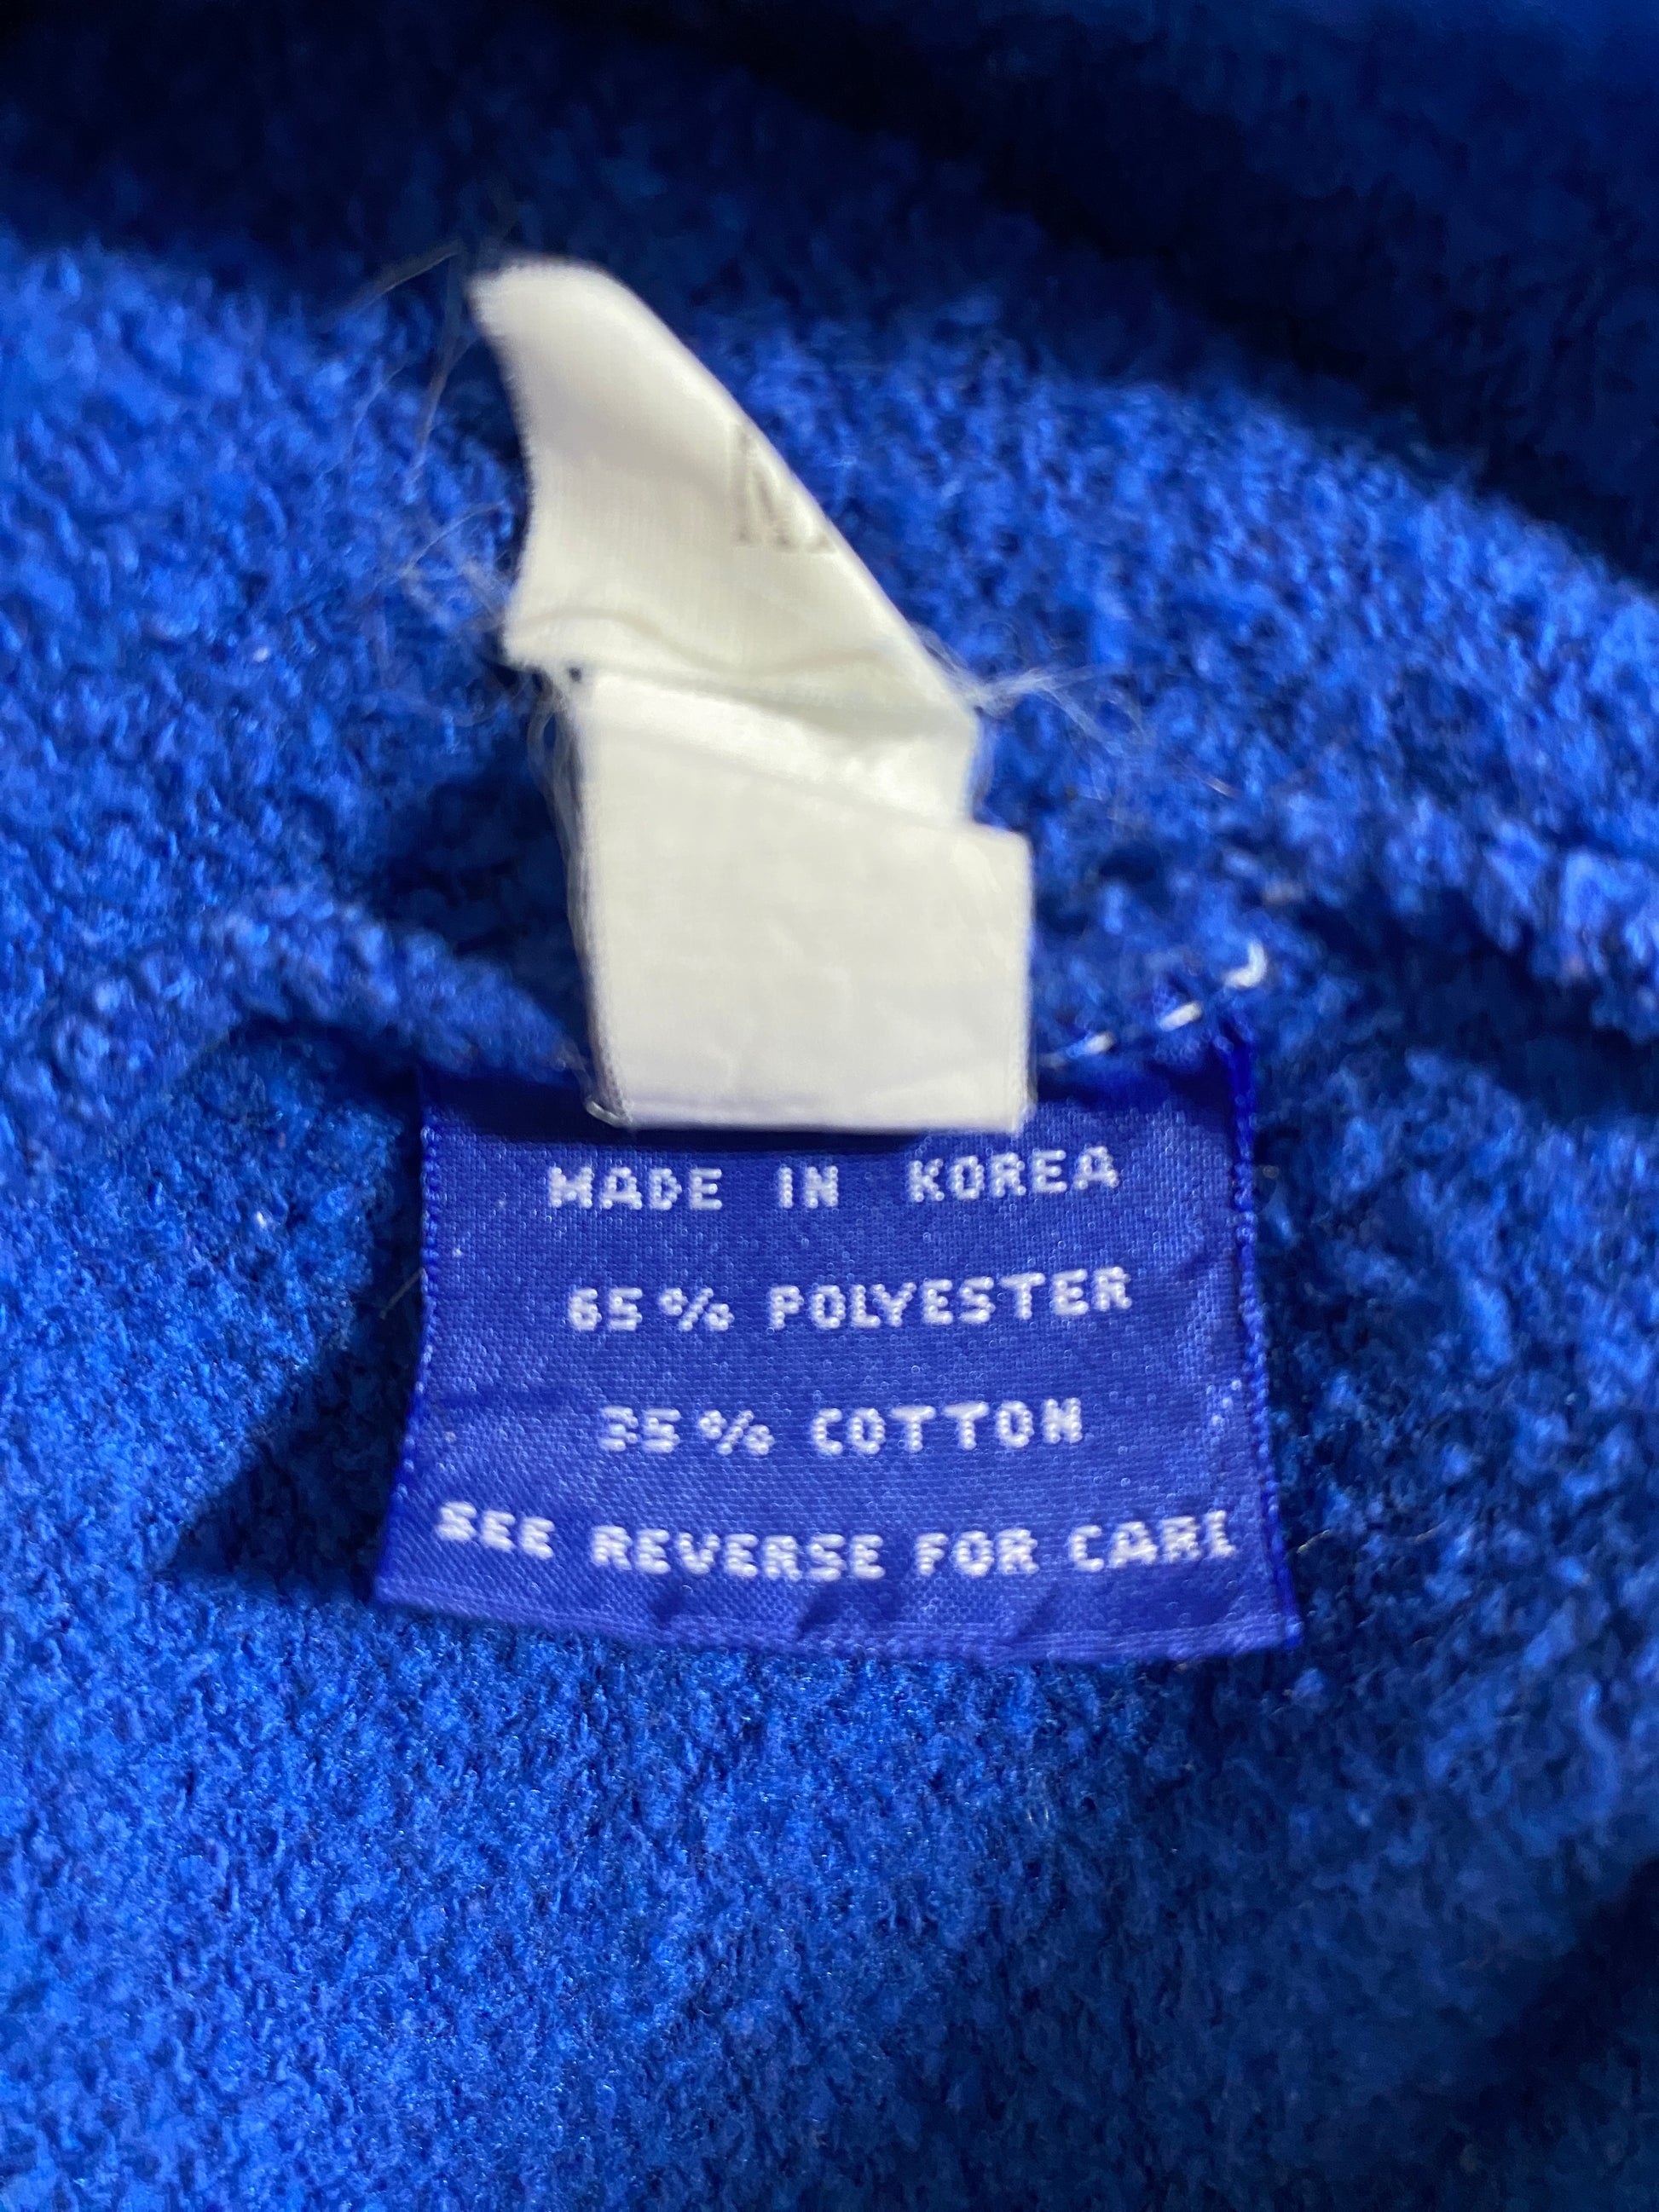 MADE IN KOREA
65% POLYESTER
35% COTTON
SEE REVERSE FOR CARE